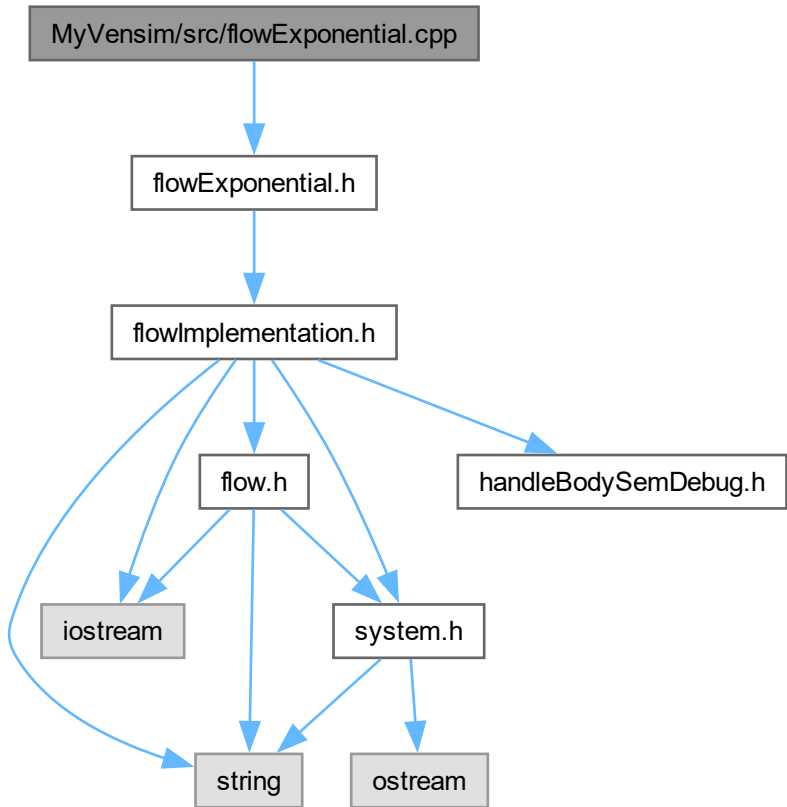 MyVensim/src/flowExponential.cpp
flowExponential.h
flowImplementation.h
flow.h
handleBodySemDebug.h
iostream
system.h
string
ostream